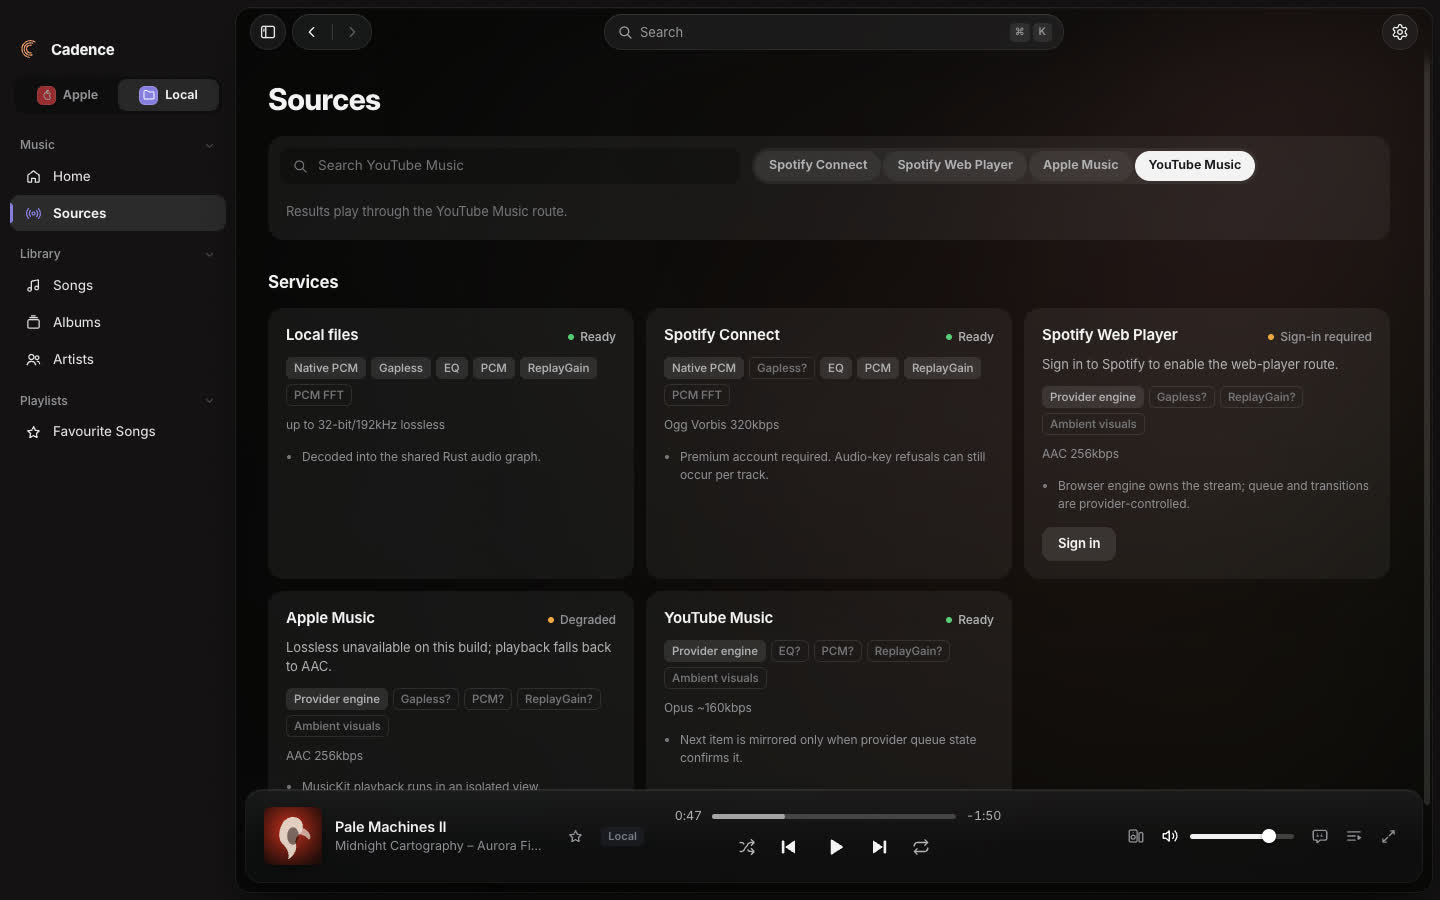 Cadence
⌘ K
Search
Apple
Local
Sources
Music
Home
Sources
Library
Songs
Albums
Artists
Playlists
Favourite Songs
Search YouTube Music
Spotify Connect
Spotify Web Player
Apple Music
YouTube Music
Results play through the YouTube Music route.
Services
Local files
Ready
Native PCM
Gapless
EQ
PCM
ReplayGain
PCM FFT
up to 32-bit/192kHz lossless
• Decoded into the shared Rust audio graph.
Spotify Connect
Ready
Native PCM
Gapless?
EQ
PCM
ReplayGain
PCM FFT
Ogg Vorbis 320kbps
• Premium account required. Audio-key refusals can still
occur per track.
Spotify Web Player
Sign-in required
Sign in to Spotify to enable the web-player route.
Provider engine
Gapless?
ReplayGain?
Ambient visuals
AAC 256kbps
• Browser engine owns the stream; queue and transitions
are provider-controlled.
Sign in
Apple Music
Degraded
Lossless unavailable on this build; playback falls back
to AAC.
Provider engine
Gapless?
PCM?
ReplayGain?
Ambient visuals
AAC 256kbps
• MusicKit playback runs in an isolated view.
YouTube Music
Ready
Provider engine
EQ?
PCM?
ReplayGain?
Ambient visuals
Opus ~160kbps
• Next item is mirrored only when provider queue state
confirms it.
Pale Machines II
Midnight Cartography – Aurora Fi...
Local
0:47
-1:50